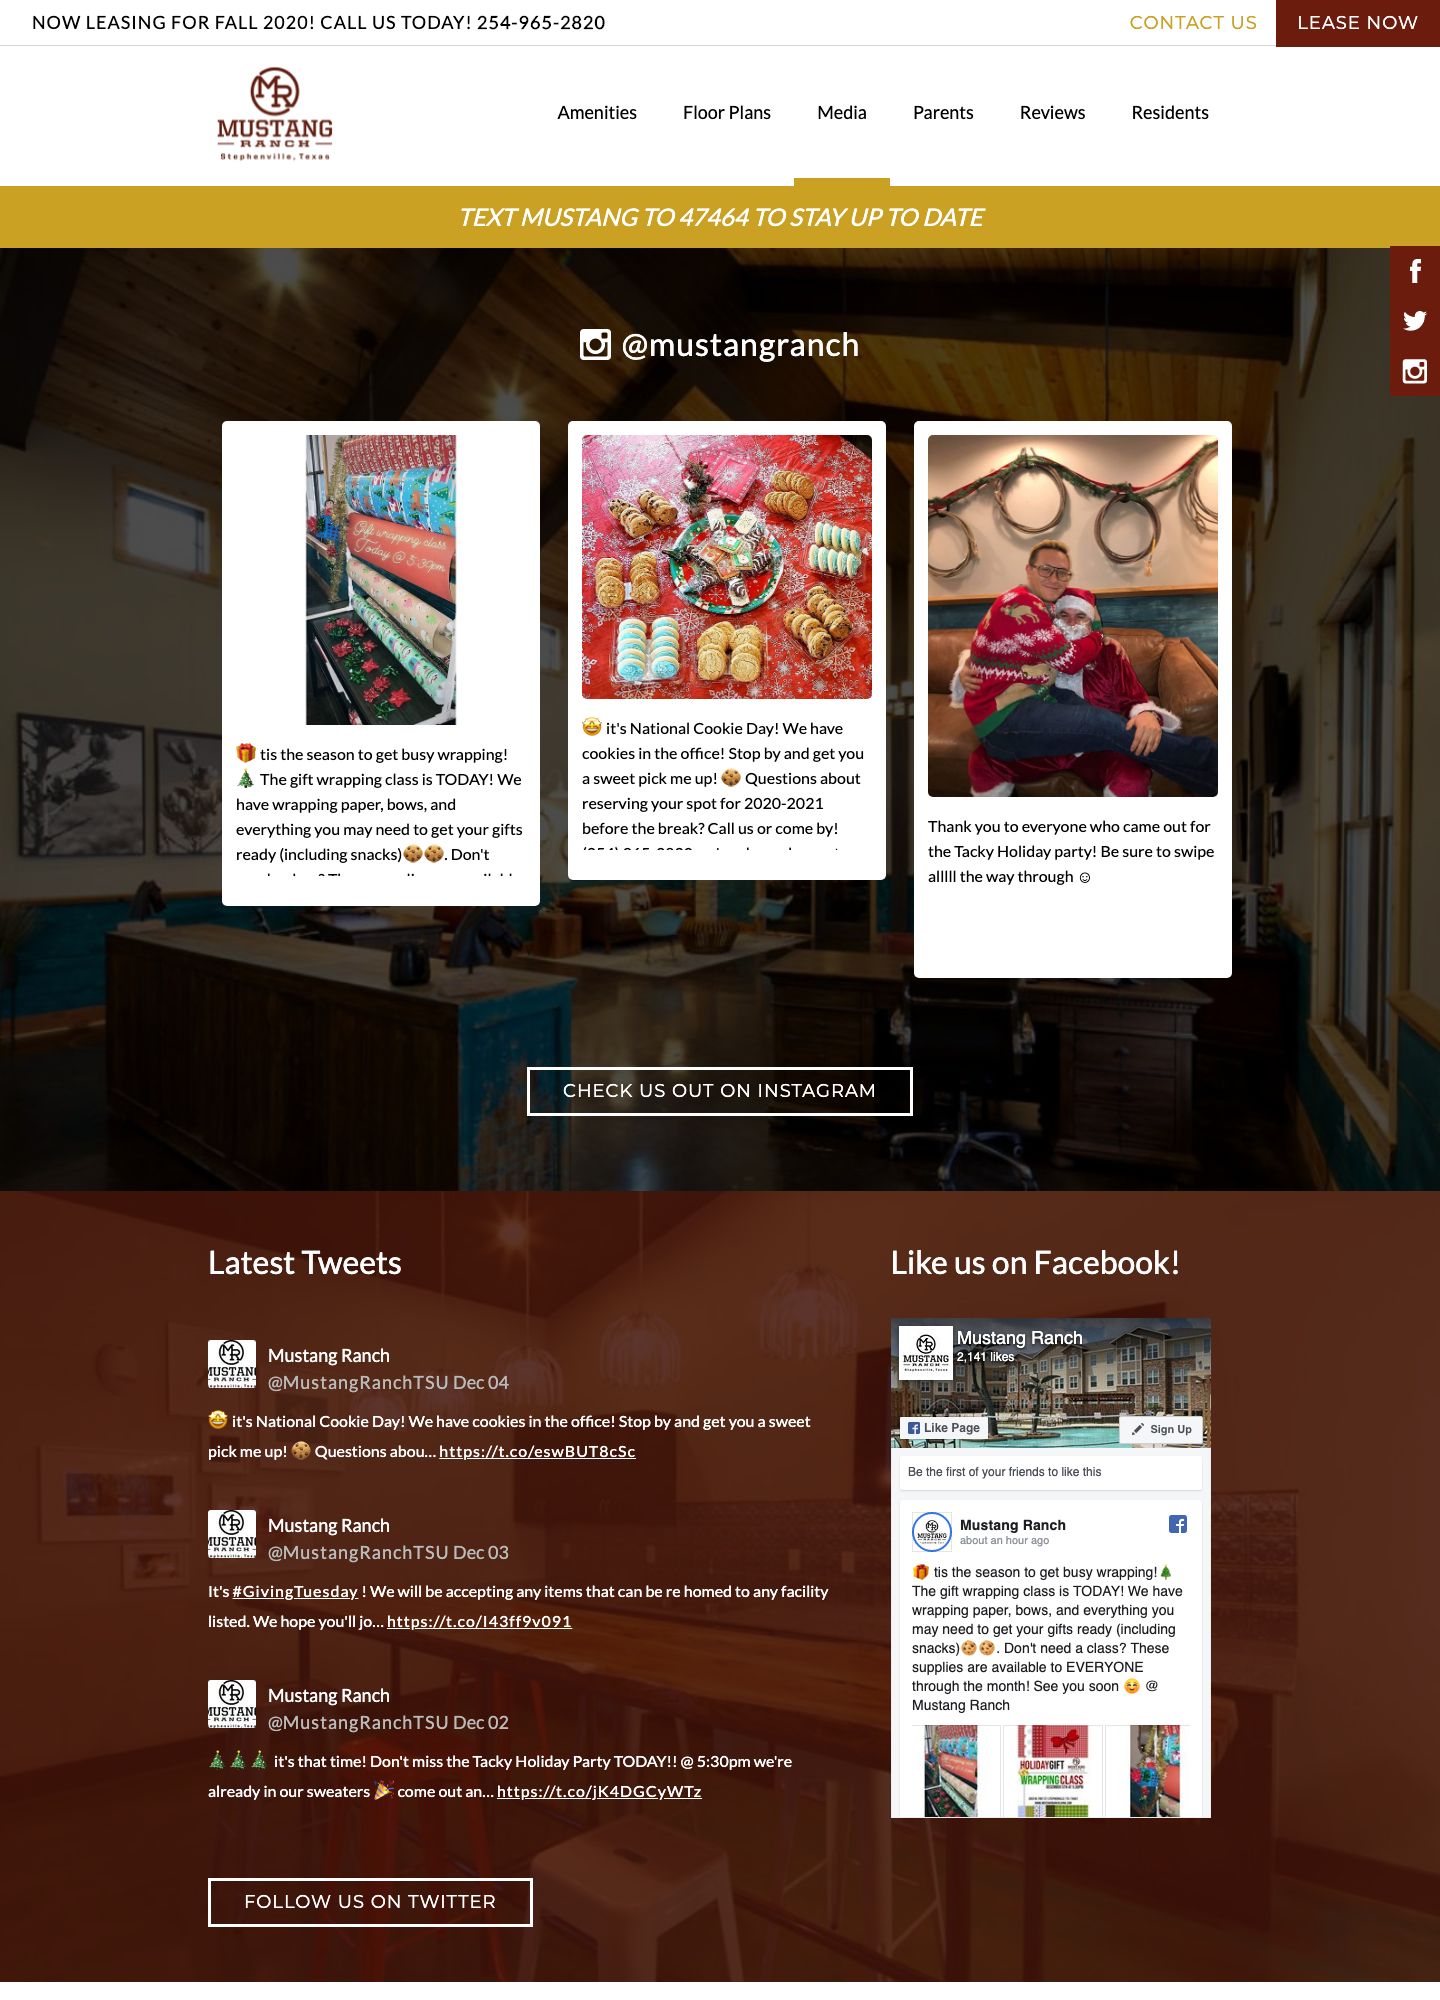 NOW LEASING FOR FALL 2020! CALL US TODAY! 254-965-2820
CONTACT US
LEASE NOW
MR
MUSTANG
RANCH
Stephenville, Texas
Amenities
Floor Plans
Media
Parents
Reviews
Residents
TEXT MUSTANG TO 47464 TO STAY UP TO DATE
@mustangranch
Gift wrapping class
Today @ 5:30pm
🎁 tis the season to get busy wrapping!
🎄 The gift wrapping class is TODAY! We
have wrapping paper, bows, and
everything you may need to get your gifts
ready (including snacks)🍪🍪. Don't
🤩 it's National Cookie Day! We have
cookies in the office! Stop by and get you
a sweet pick me up! 🍪 Questions about
reserving your spot for 2020-2021
before the break? Call us or come by!
Thank you to everyone who came out for
the Tacky Holiday party! Be sure to swipe
alllll the way through ☺
CHECK US OUT ON INSTAGRAM
Latest Tweets
Mustang Ranch
@MustangRanchTSU Dec 04
🤩 it's National Cookie Day! We have cookies in the office! Stop by and get you a sweet
pick me up! 🍪 Questions abou… https://t.co/eswBUT8cSc
Mustang Ranch
@MustangRanchTSU Dec 03
It's #GivingTuesday ! We will be accepting any items that can be re homed to any facility
listed. We hope you'll jo… https://t.co/I43ff9v091
Mustang Ranch
@MustangRanchTSU Dec 02
🎄🎄🎄 it's that time! Don't miss the Tacky Holiday Party TODAY!! @ 5:30pm we're
already in our sweaters 🎉 come out an… https://t.co/jK4DGCyWTz
FOLLOW US ON TWITTER
Like us on Facebook!
MR
MUSTANG
RANCH
Mustang Ranch
2,141 likes
Like Page
Sign Up
Be the first of your friends to like this
Mustang Ranch
about an hour ago
🎁 tis the season to get busy wrapping!🎄
The gift wrapping class is TODAY! We have
wrapping paper, bows, and everything you
may need to get your gifts ready (including
snacks)🍪🍪. Don't need a class? These
supplies are available to EVERYONE
through the month! See you soon ☺️ @
Mustang Ranch
HOLIDAY GIFT
WRAPPING CLASS